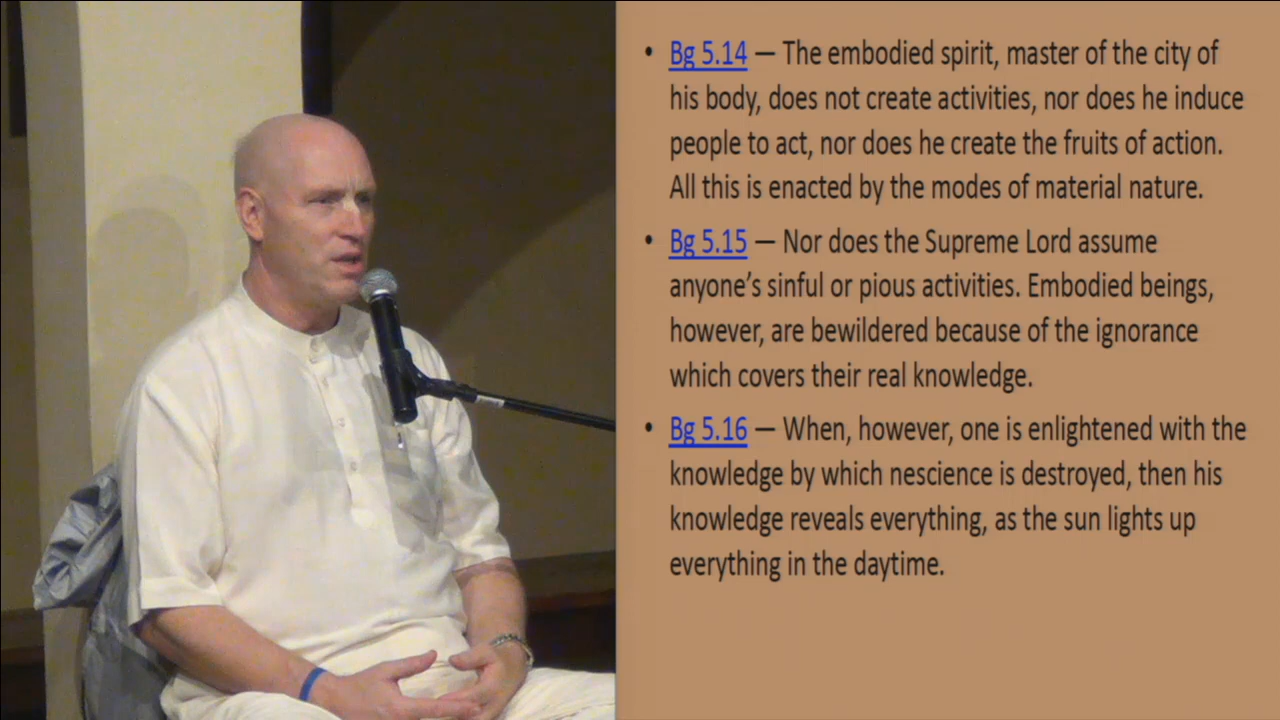 • Bg 5.14 — The embodied spirit, master of the city of
his body, does not create activities, nor does he induce
people to act, nor does he create the fruits of action.
All this is enacted by the modes of material nature.
• Bg 5.15 — Nor does the Supreme Lord assume
anyone’s sinful or pious activities. Embodied beings,
however, are bewildered because of the ignorance
which covers their real knowledge.
• Bg 5.16 — When, however, one is enlightened with the
knowledge by which nescience is destroyed, then his
knowledge reveals everything, as the sun lights up
everything in the daytime.